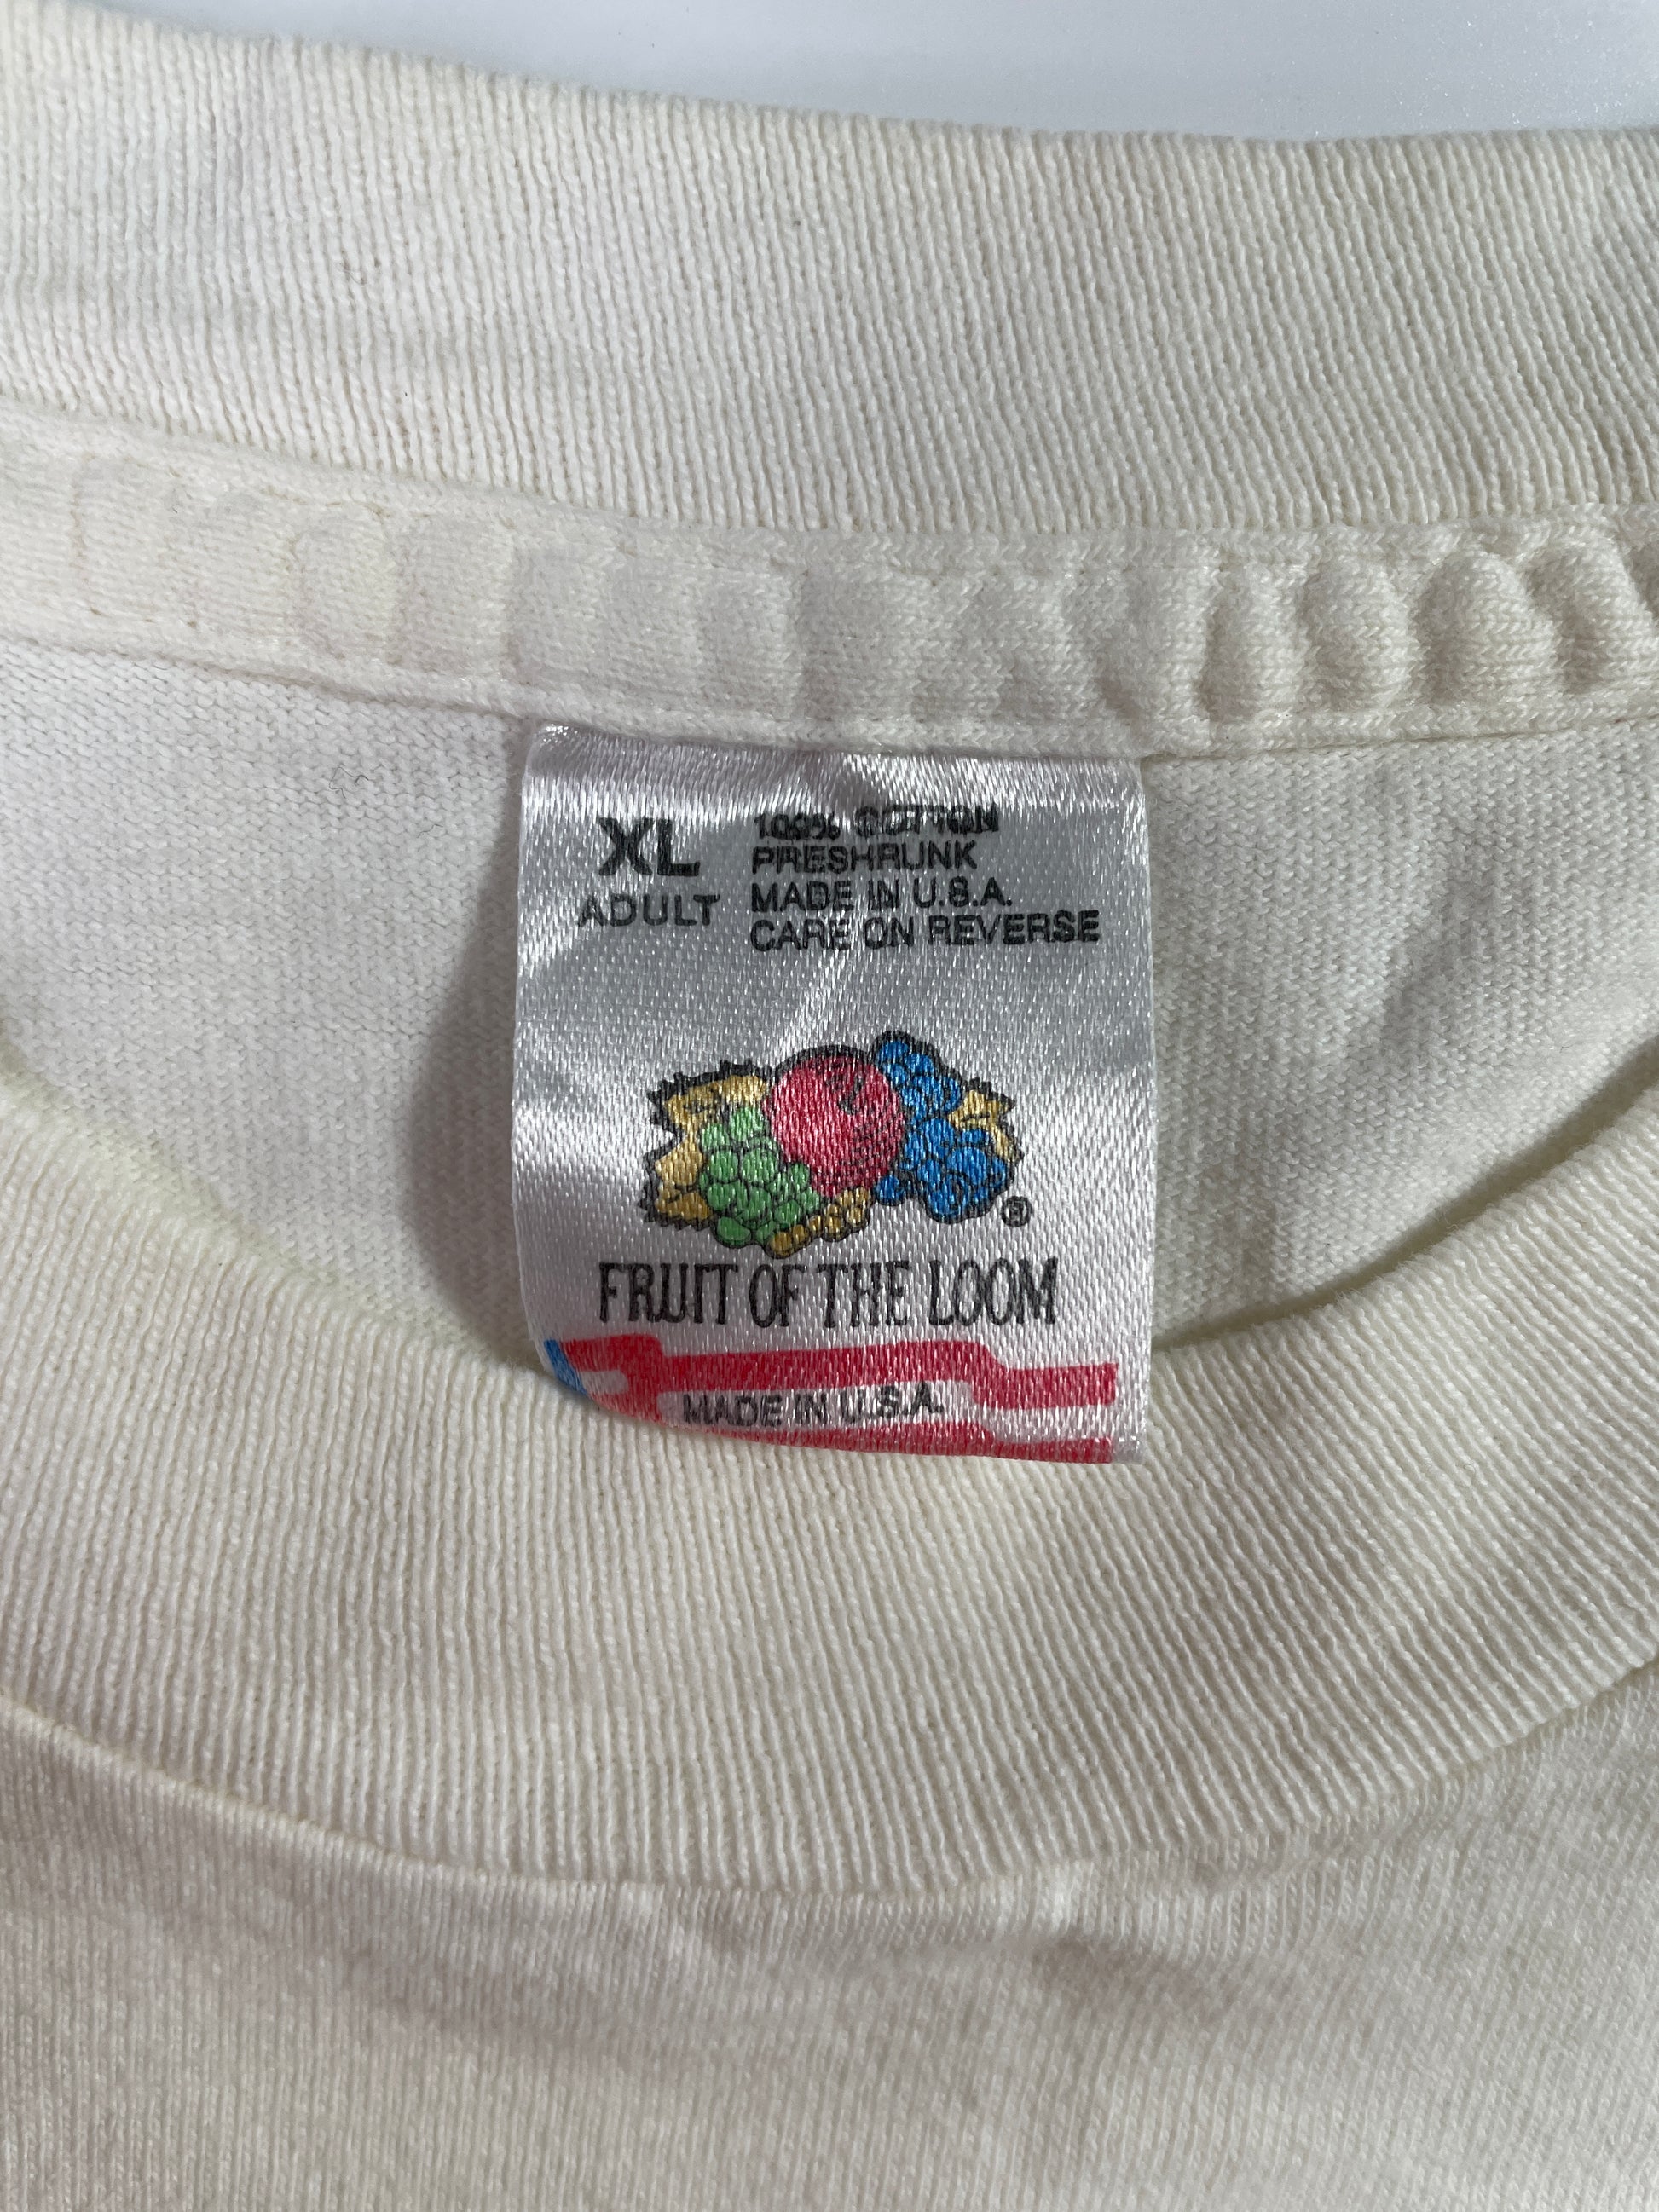 XL
ADULT
100% COTTON
PRESHRUNK
MADE IN U.S.A.
CARE ON REVERSE
®
FRUIT OF THE LOOM
MADE IN U.S.A.